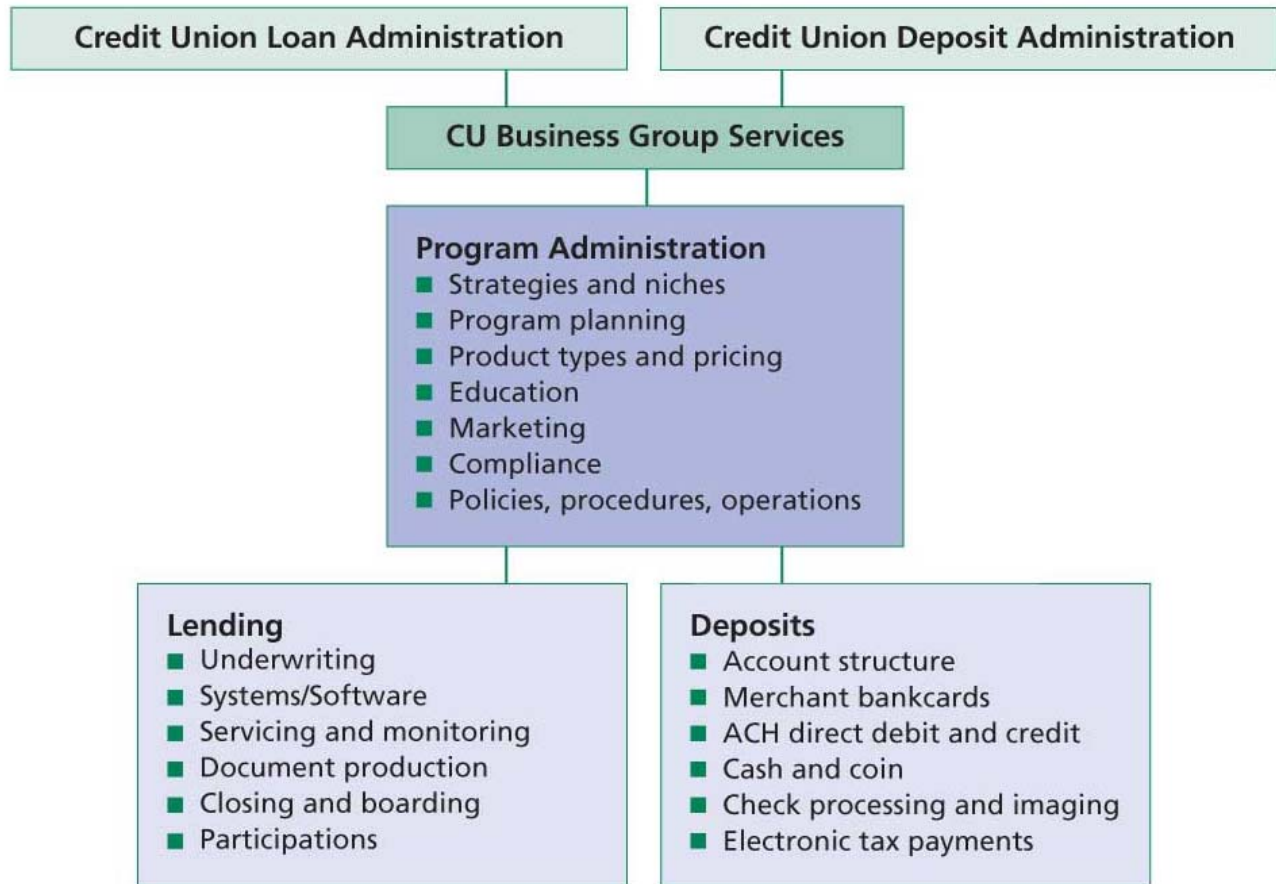 Credit Union Loan Administration
Credit Union Deposit Administration
CU Business Group Services
Program Administration
■ Strategies and niches
■ Program planning
■ Product types and pricing
■ Education
■ Marketing
■ Compliance
■ Policies, procedures, operations
Lending
■ Underwriting
■ Systems/Software
■ Servicing and monitoring
■ Document production
■ Closing and boarding
■ Participations
Deposits
■ Account structure
■ Merchant bankcards
■ ACH direct debit and credit
■ Cash and coin
■ Check processing and imaging
■ Electronic tax payments